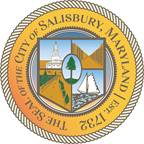 THE SEAL OF THE CITY OF SALISBURY, MARYLAND EST. 1732